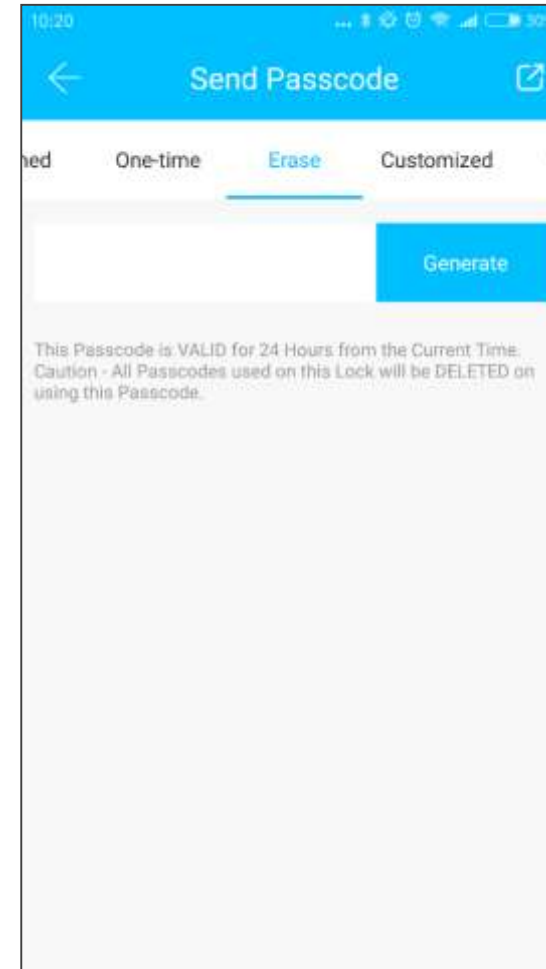 10:20
Send Passcode
One-time Erase Customized
Generate
This Passcode is VALID for 24 Hours from the Current Time.
Caution - All Passcodes used on this Lock will be DELETED on
using this Passcode.